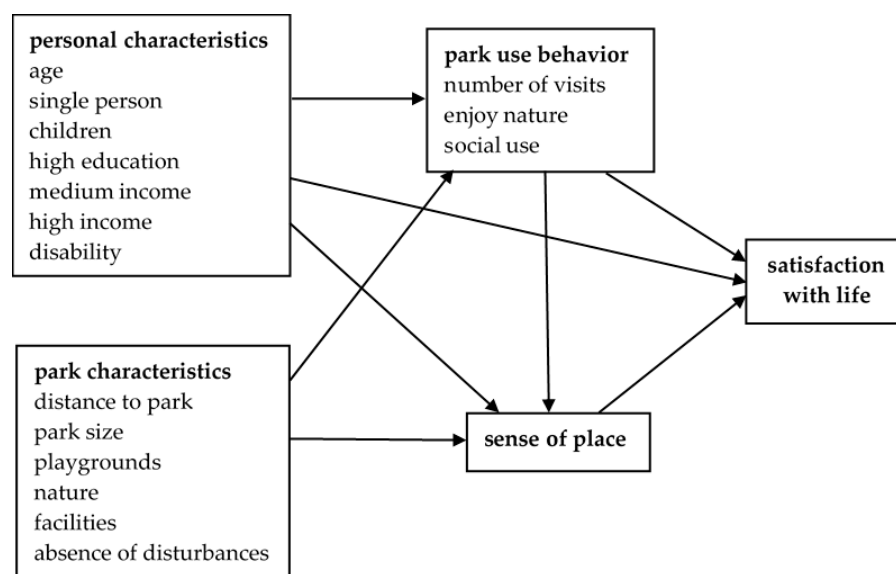 personal characteristics
age
single person
children
high education
medium income
high income
disability
park use behavior
number of visits
enjoy nature
social use
satisfaction
with life
park characteristics
distance to park
park size
playgrounds
nature
facilities
absence of disturbances
sense of place